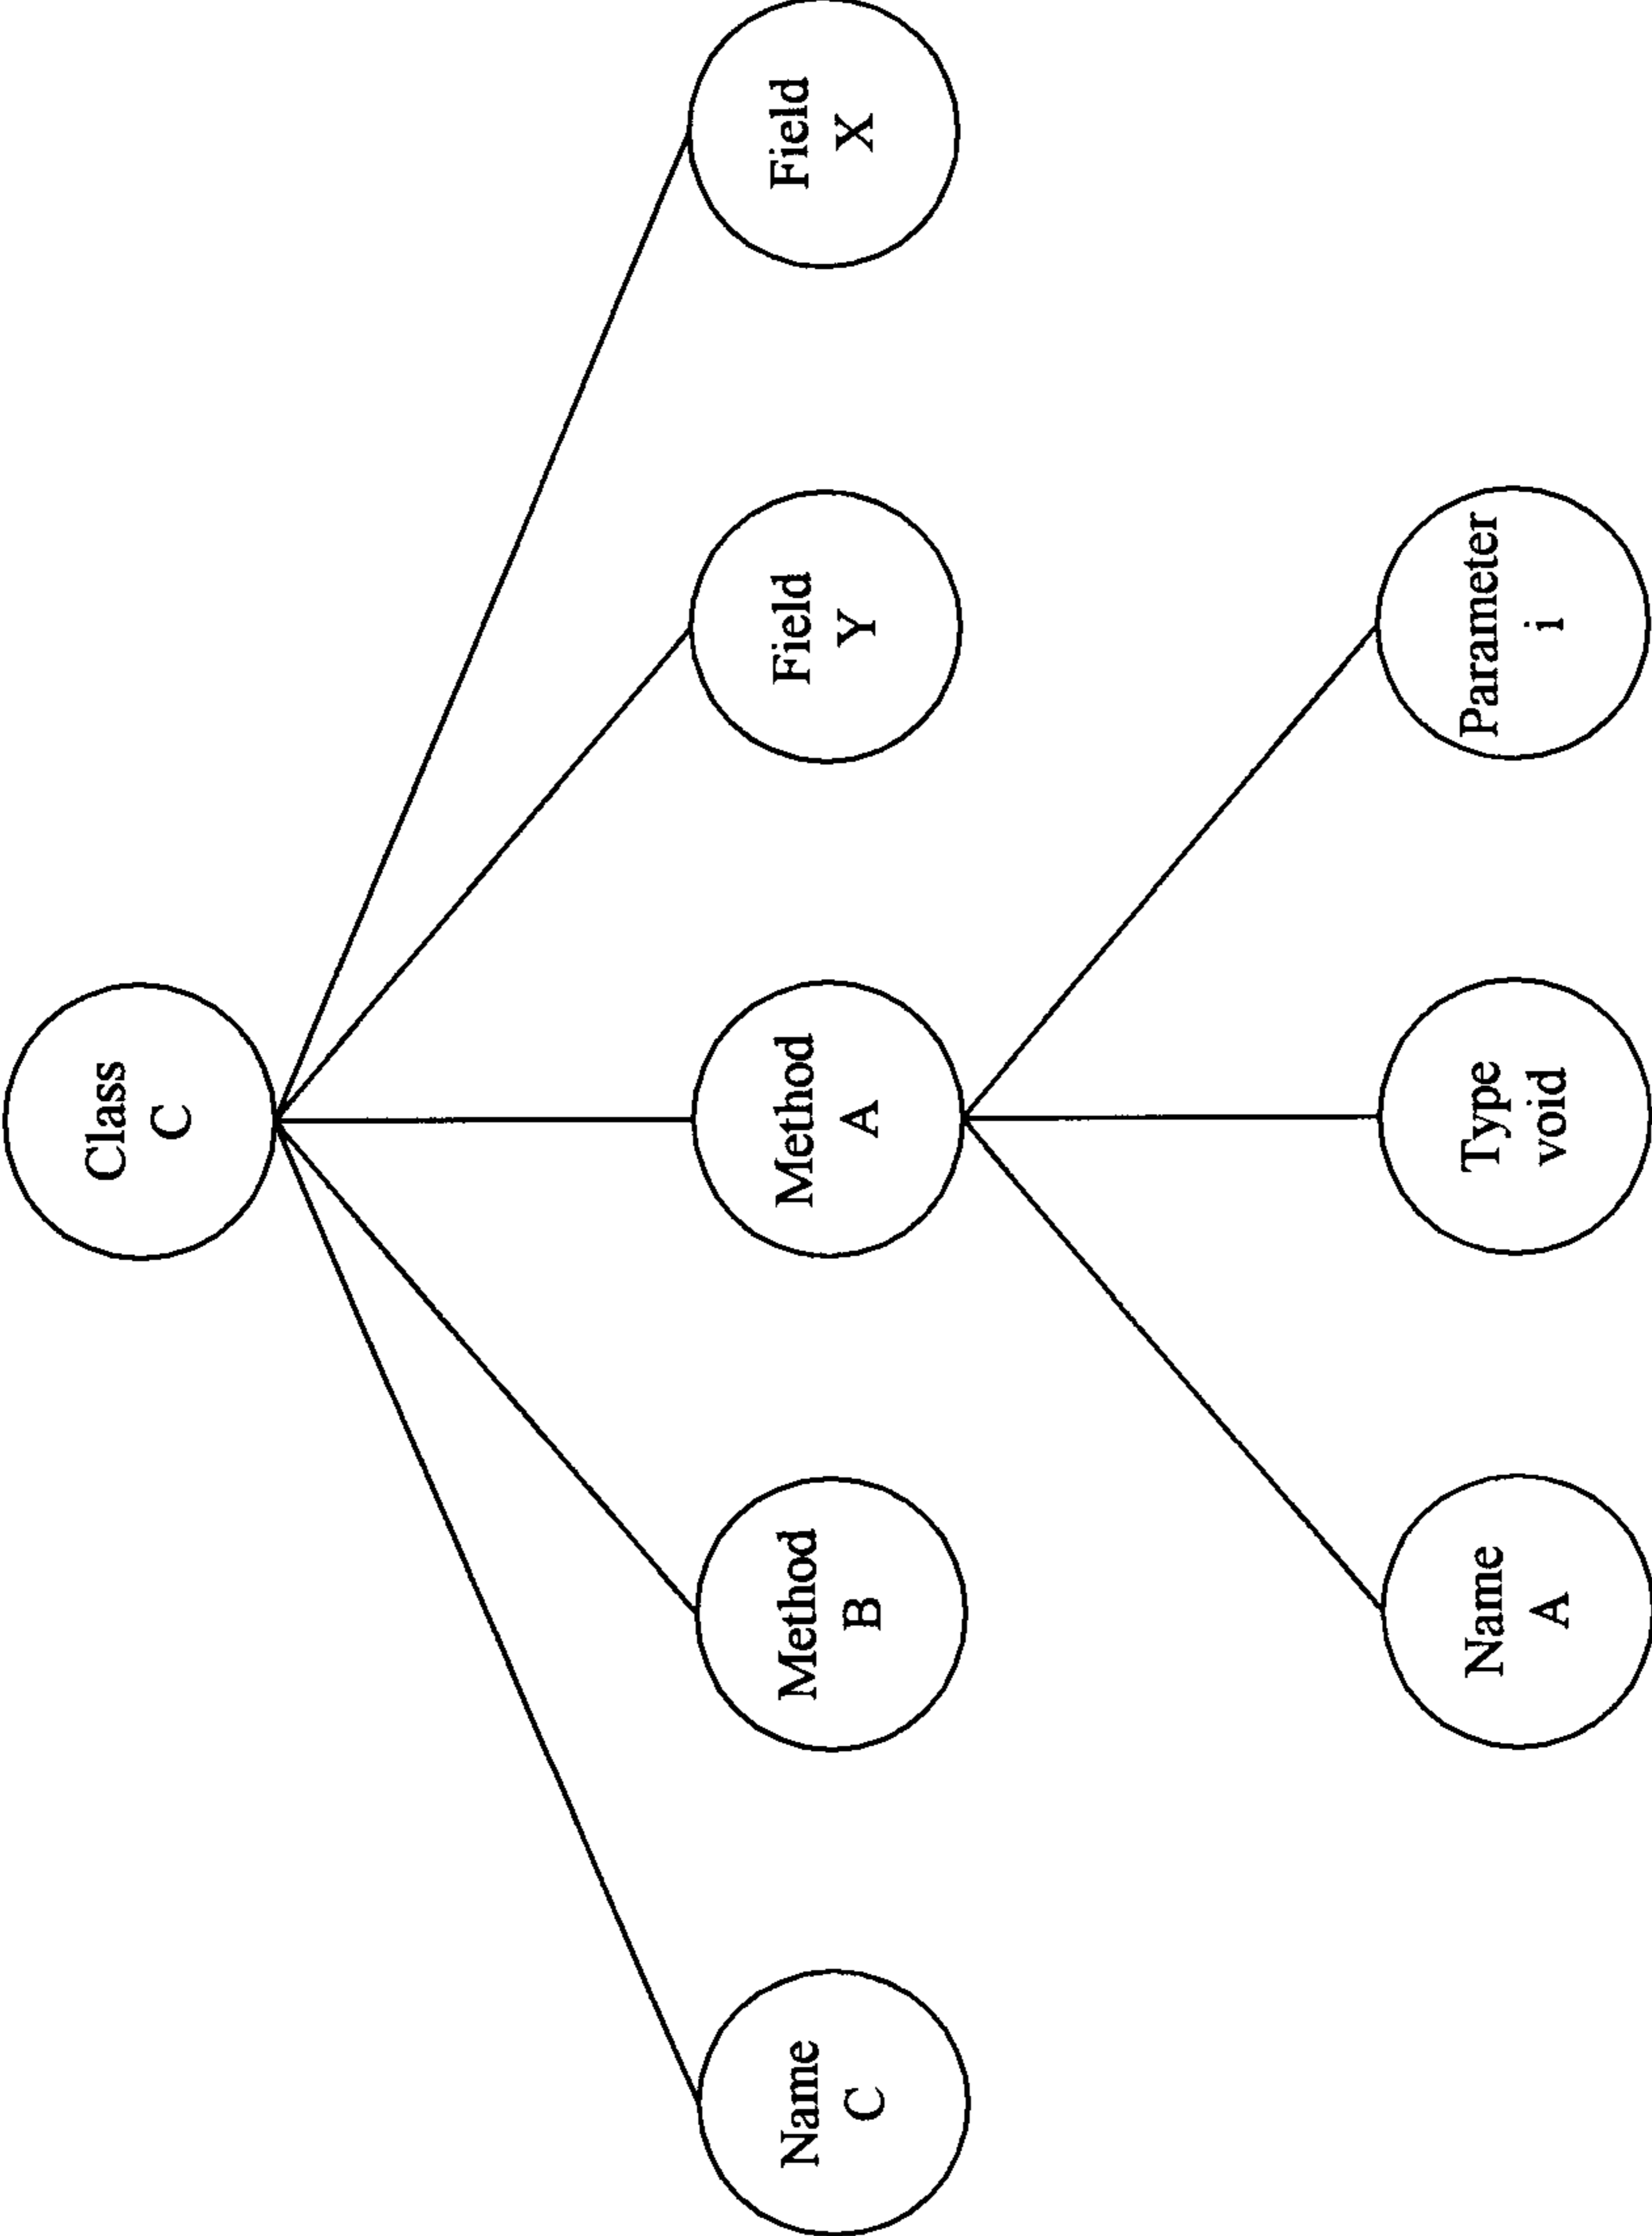 Class
C
Name
C
Method
B
Method
A
Field
Y
Field
X
Name
A
Type
void
Parameter
i